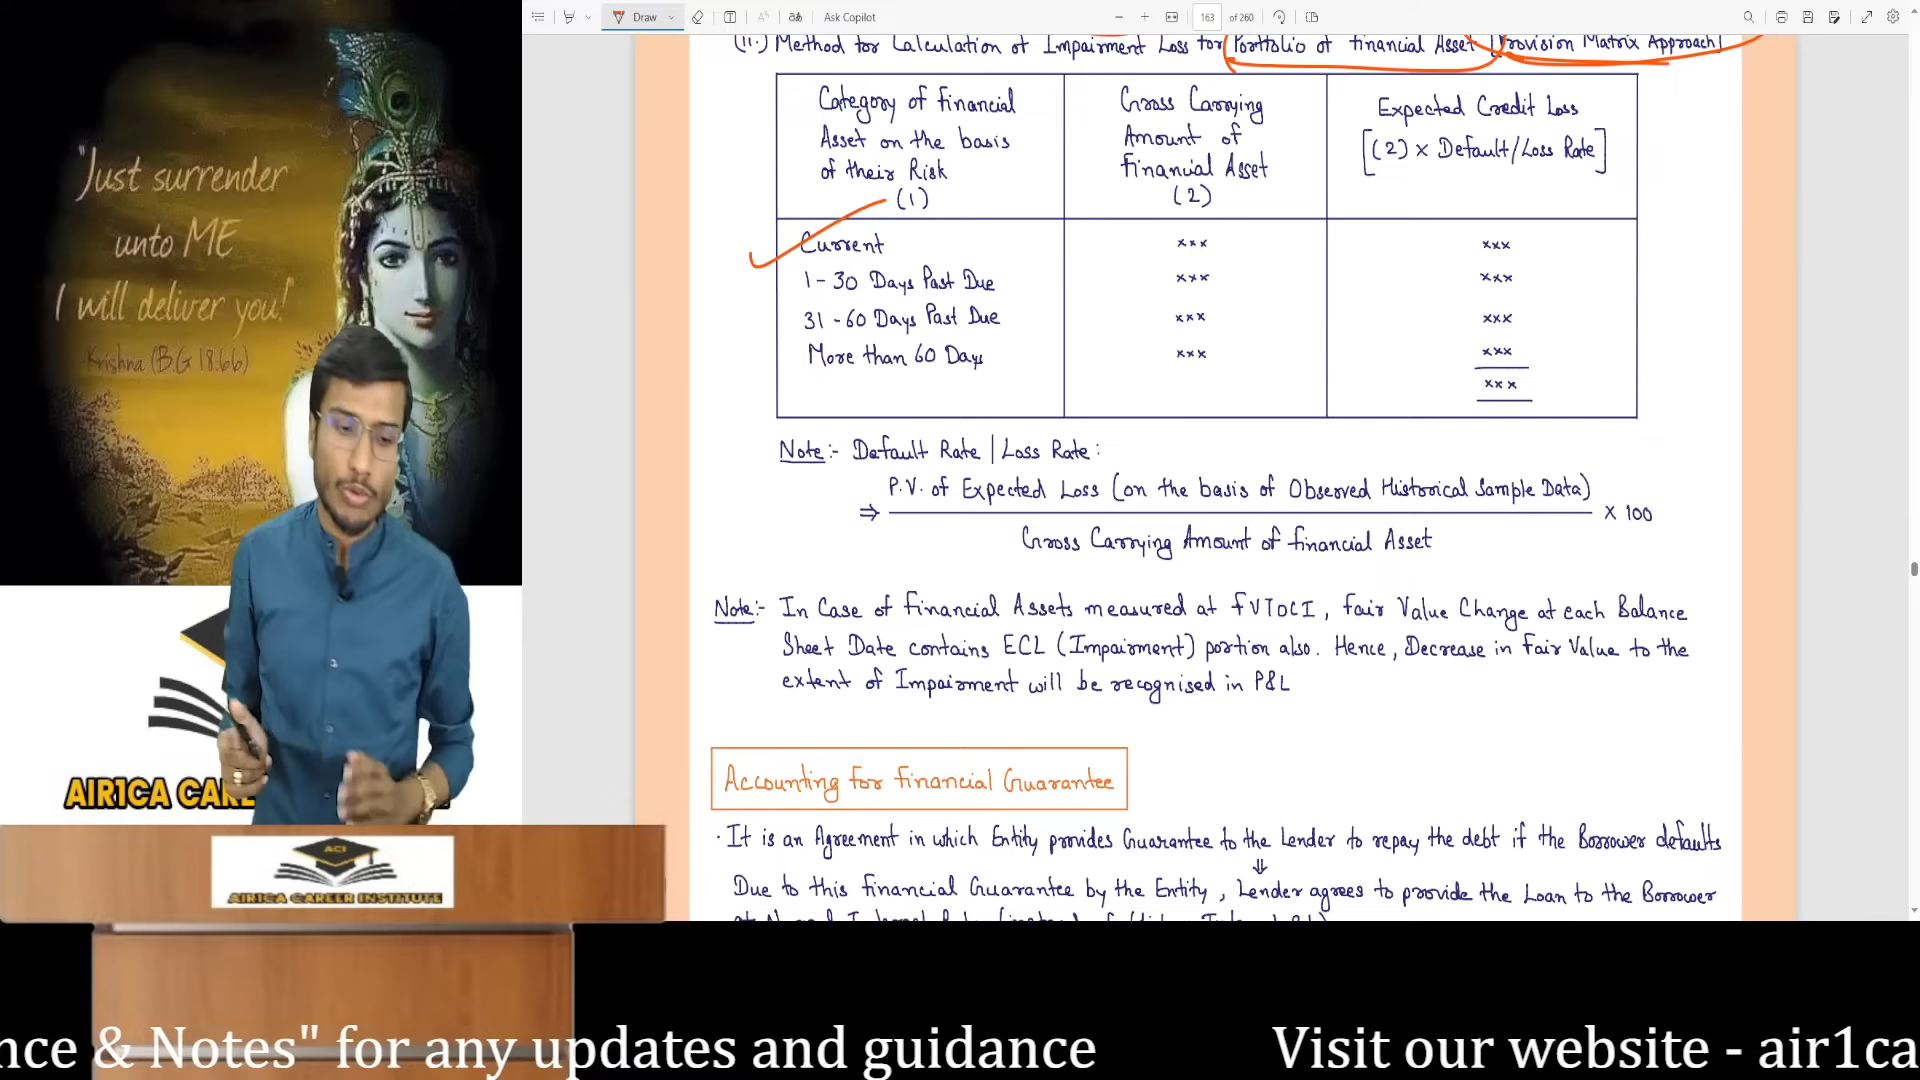 Draw
Ask Copilot
163 of 260
(ii.) Method for Calculation of Impairment Loss for Portfolio of Financial Asset [Provision Matrix Approach]
Category of Financial Asset on the basis of their Risk (1)
Gross Carrying Amount of Financial Asset (2)
Expected Credit Loss [(2) × Default/Loss Rate]
Current xxx xxx
1 - 30 Days Past Due xxx xxx
31 - 60 Days Past Due xxx xxx
More than 60 Days xxx xxx
xxx
Note:- Default Rate | Loss Rate:
P.V. of Expected Loss (on the basis of Observed Historical Sample Data)
⇒ × 100
Gross Carrying Amount of Financial Asset
Note:- In Case of Financial Assets measured at FVTOCI, Fair Value Change at each Balance
Sheet Date contains ECL (Impairment) portion also. Hence, Decrease in Fair Value to the
extent of Impairment will be recognised in P&L
Accounting for Financial Guarantee
· It is an Agreement in which Entity provides Guarantee to the Lender to repay the debt if the Borrower defaults
⇓
Due to this Financial Guarantee by the Entity, Lender agrees to provide the Loan to the Borrower
"Just surrender
unto ME
I will deliver you!"
Krishna (B.G 18:66)
AIR1CA CARE
ACI
AIR1CA CAREER INSTITUTE
nce & Notes" for any updates and guidance Visit our website - air1ca